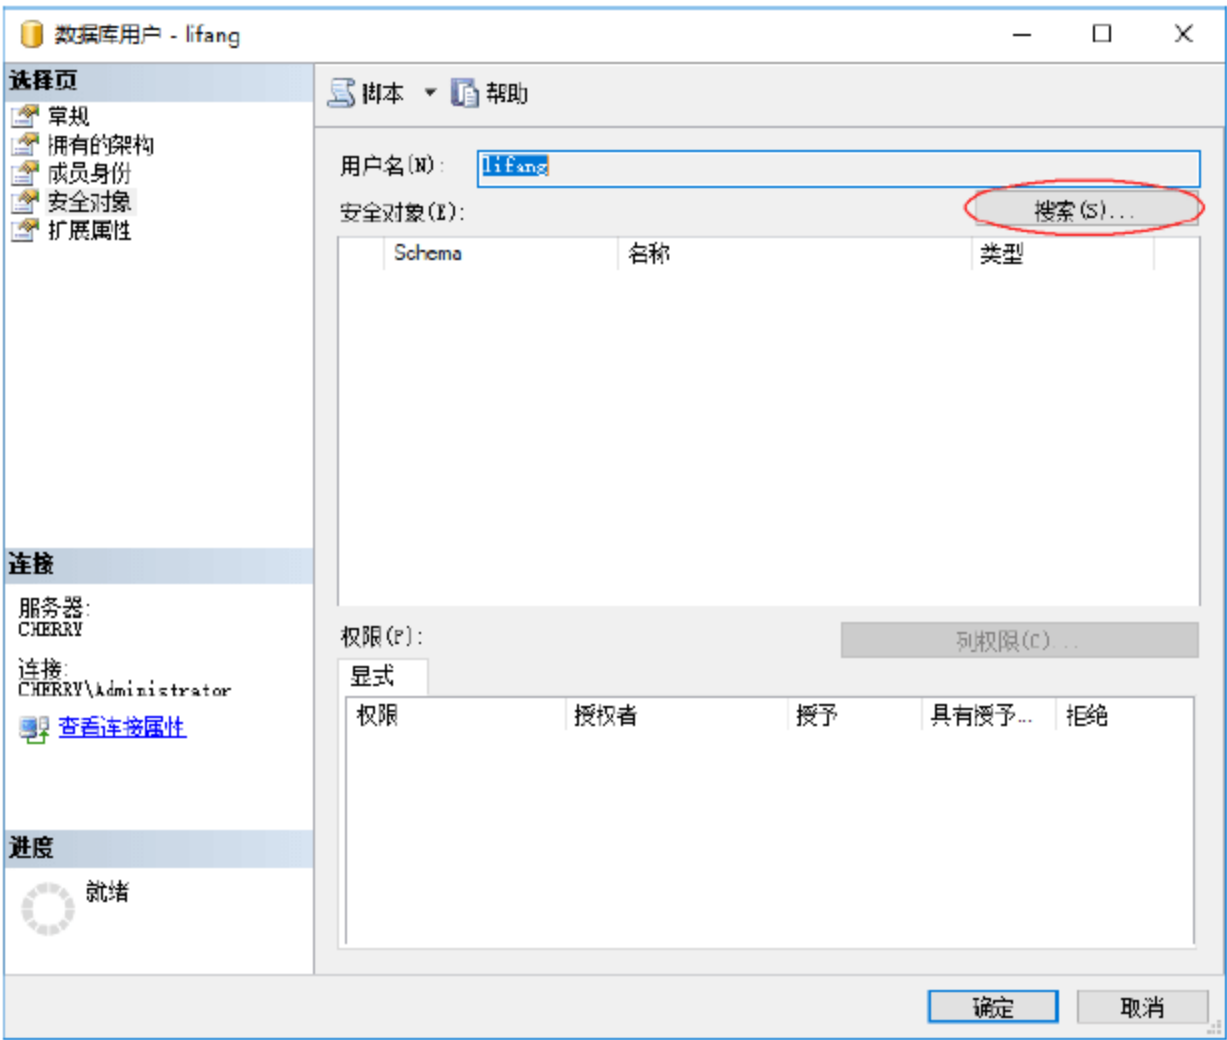 数据库用户 - lifang
选择页
常规
拥有的架构
成员身份
安全对象
扩展属性
脚本
帮助
用户名(N):
lifang
安全对象(E):
搜索(S)...
Schema
名称
类型
权限(P):
列权限(C)...
显式
权限
授权者
授予
具有授予...
拒绝
连接
服务器:
CHERRY
连接:
CHERRY\Administrator
查看连接属性
进度
就绪
确定
取消